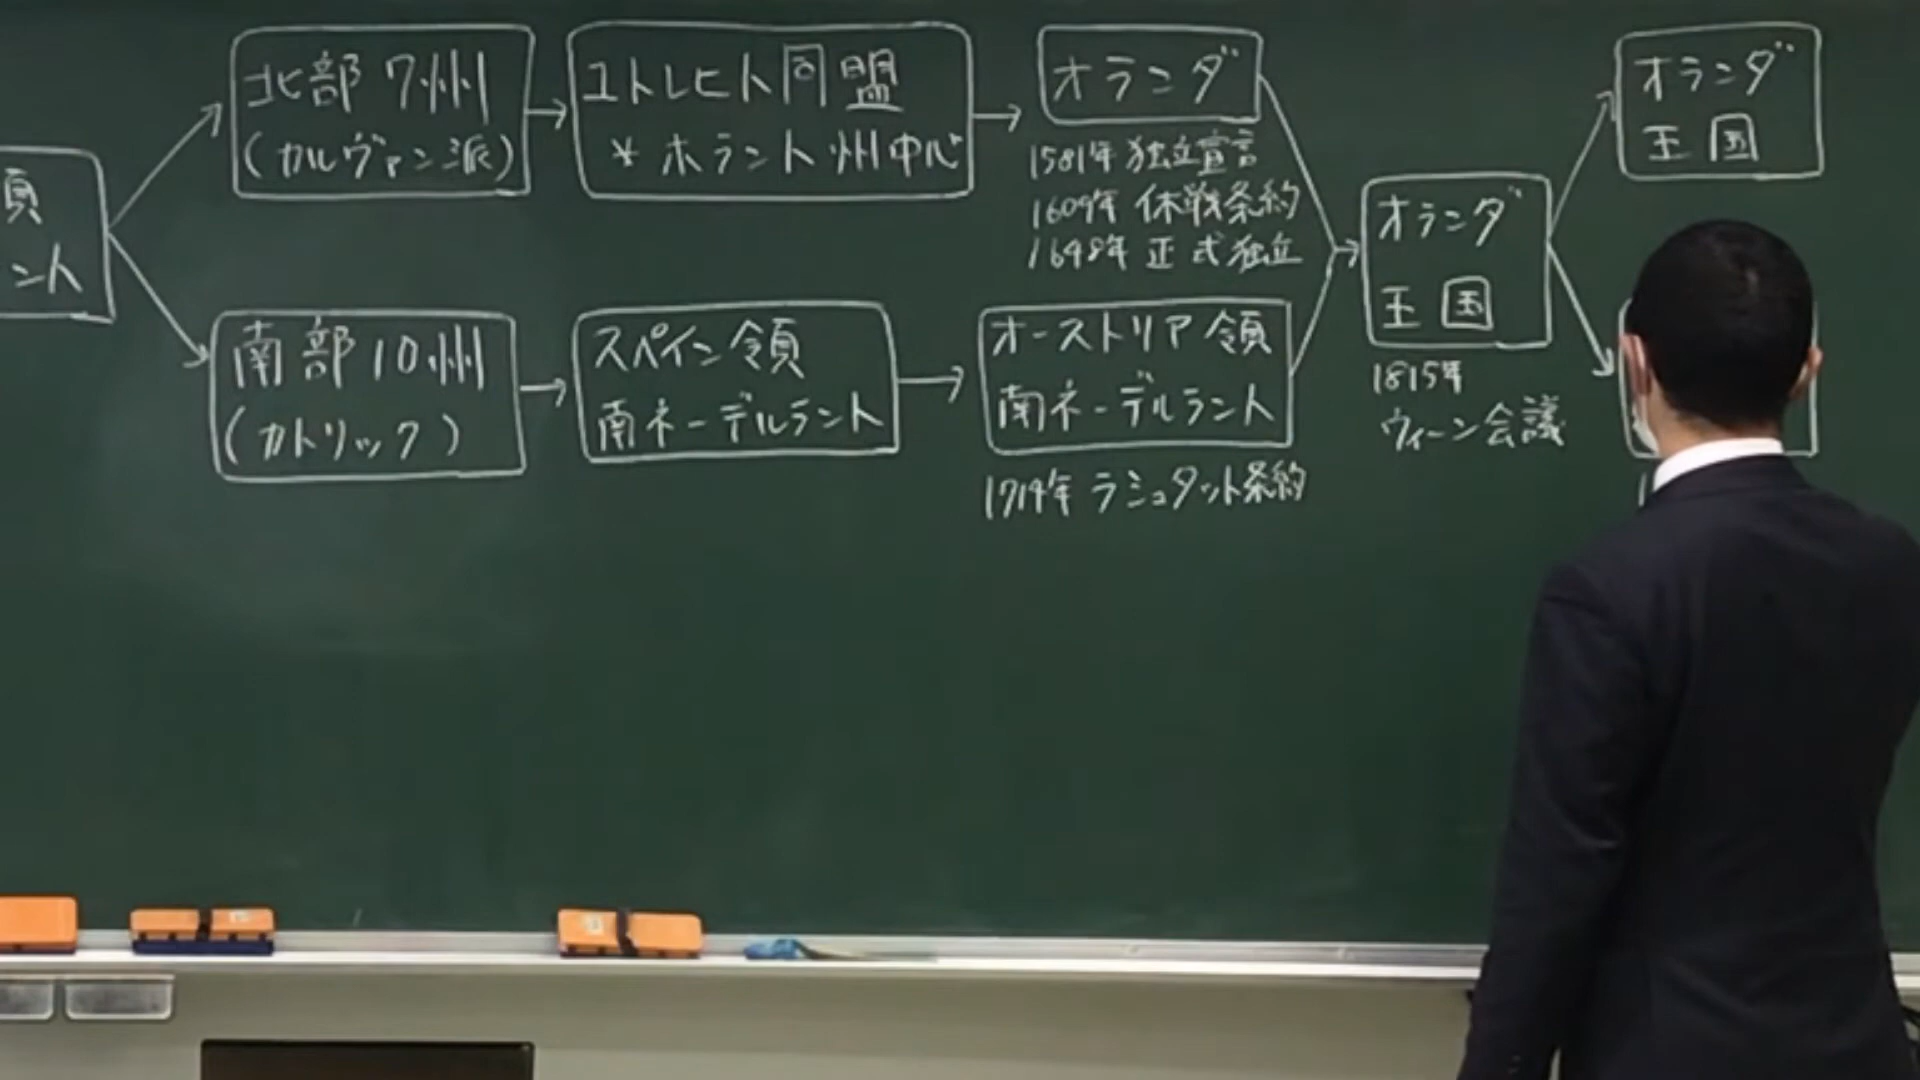 領
ント
北部7州
(カルヴァン派)
ユトレヒト同盟
* ホラント州中心
オランダ
1581年 独立宣言
1609年 休戦条約
1648年 正式独立
南部10州
(カトリック)
スペイン領
南ネーデルラント
オーストリア領
南ネーデルラント
1714年 ラシュタット条約
オランダ
王国
1815年
ウィーン会議
オランダ
王国
1